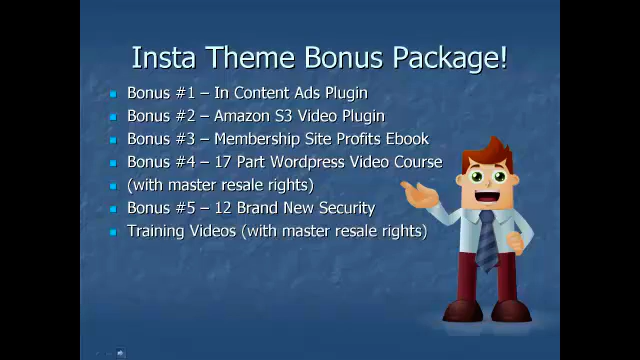 Insta Theme Bonus Package!
Bonus #1 – In Content Ads Plugin
Bonus #2 – Amazon S3 Video Plugin
Bonus #3 – Membership Site Profits Ebook
Bonus #4 – 17 Part Wordpress Video Course
(with master resale rights)
Bonus #5 – 12 Brand New Security
Training Videos (with master resale rights)